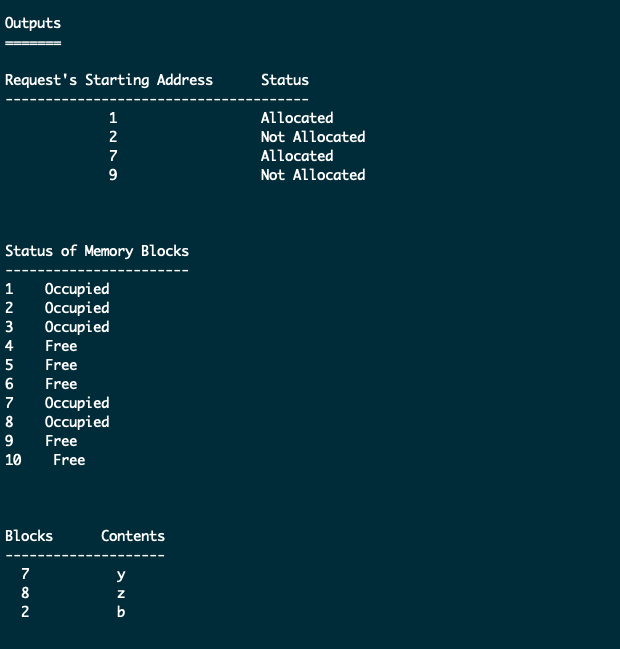 Outputs
=======
Request's Starting Address      Status
--------------------------------------
             1                  Allocated
             2                  Not Allocated
             7                  Allocated
             9                  Not Allocated
Status of Memory Blocks
-----------------------
1    Occupied
2    Occupied
3    Occupied
4    Free
5    Free
6    Free
7    Occupied
8    Occupied
9    Free
10    Free
Blocks      Contents
--------------------
  7           y
  8           z
  2           b